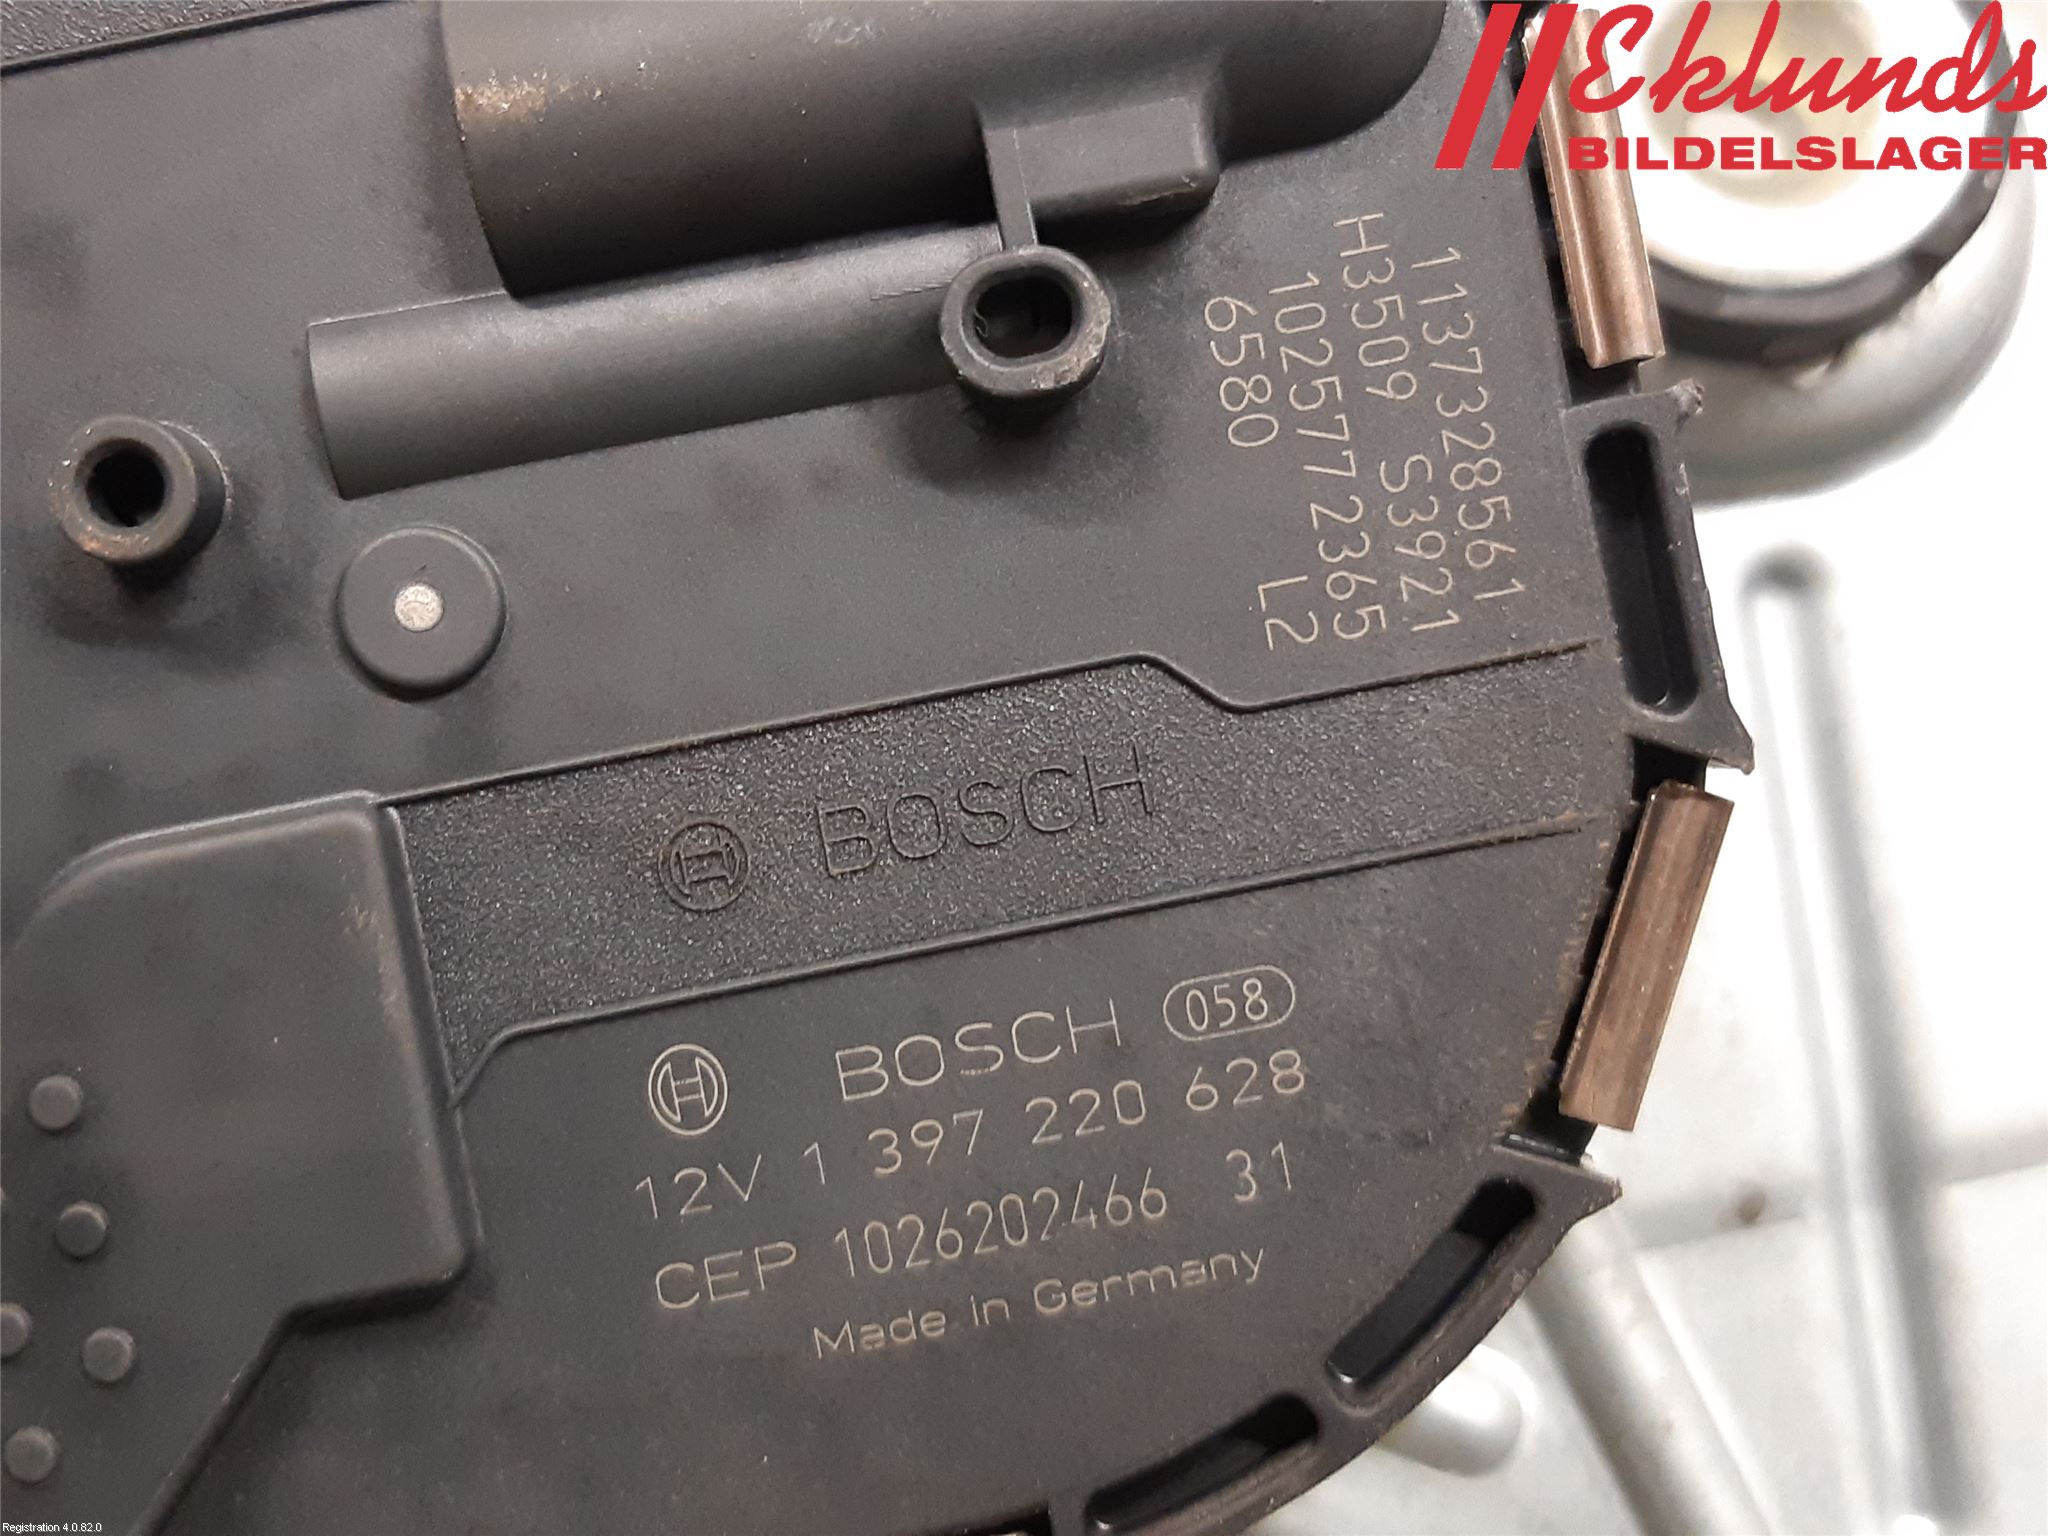 Eklunds
BILDELSLAGER
1137328561
H3509 S3921
1025772365
6580 L2
BOSCH
BOSCH 058
12V 1 397 220 628
CEP 1026202466 31
Made in Germany
Registration 4.0.82.0